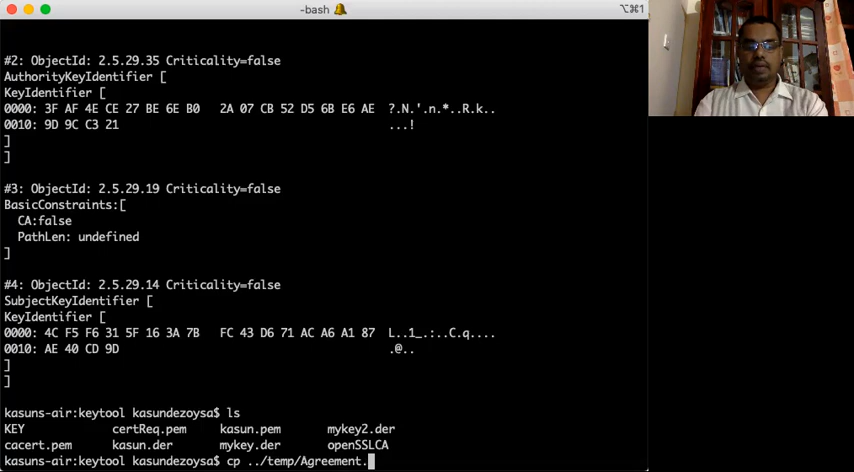 -bash
⌥⌘1
#2: ObjectId: 2.5.29.35 Criticality=false
AuthorityKeyIdentifier [
KeyIdentifier [
0000: 3F AF 4E CE 27 BE 6E B0   2A 07 CB 52 D5 6B E6 AE  ?.N.'.n.*..R.k..
0010: 9D 9C C3 21                                        ...!
]
]
#3: ObjectId: 2.5.29.19 Criticality=false
BasicConstraints:[
  CA:false
  PathLen: undefined
]
#4: ObjectId: 2.5.29.14 Criticality=false
SubjectKeyIdentifier [
KeyIdentifier [
0000: 4C F5 F6 31 5F 16 3A 7B   FC 43 D6 71 AC A6 A1 87  L..1_.:..C.q....
0010: AE 40 CD 9D                                        .@..
]
]
kasuns-air:keytool kasundezoysa$ ls
KEY             certReq.pem     kasun.pem       mykey2.der
cacert.pem      kasun.der       mykey.der       openSSLCA
kasuns-air:keytool kasundezoysa$ cp ../temp/Agreement.